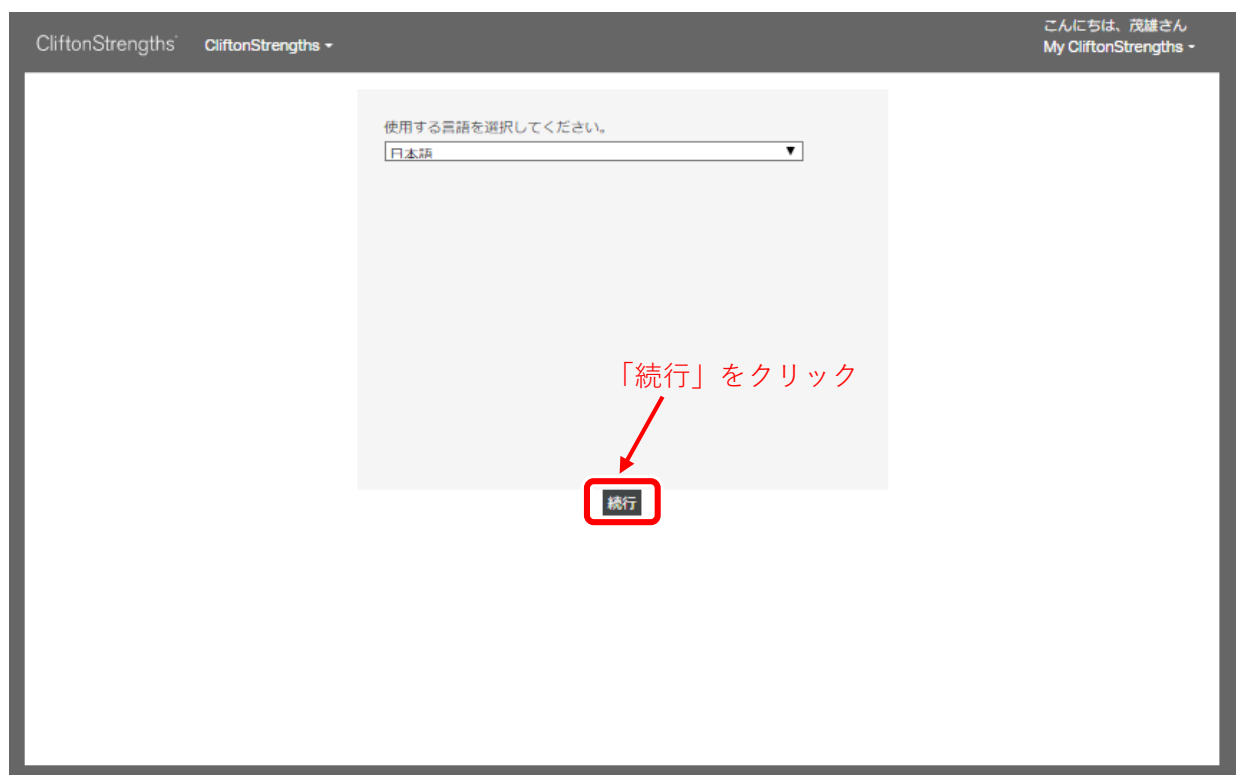 こんにちは、茂雄さん
CliftonStrengths® CliftonStrengths My CliftonStrengths
使用する言語を選択してください。
日本語
「続行」をクリック
続行